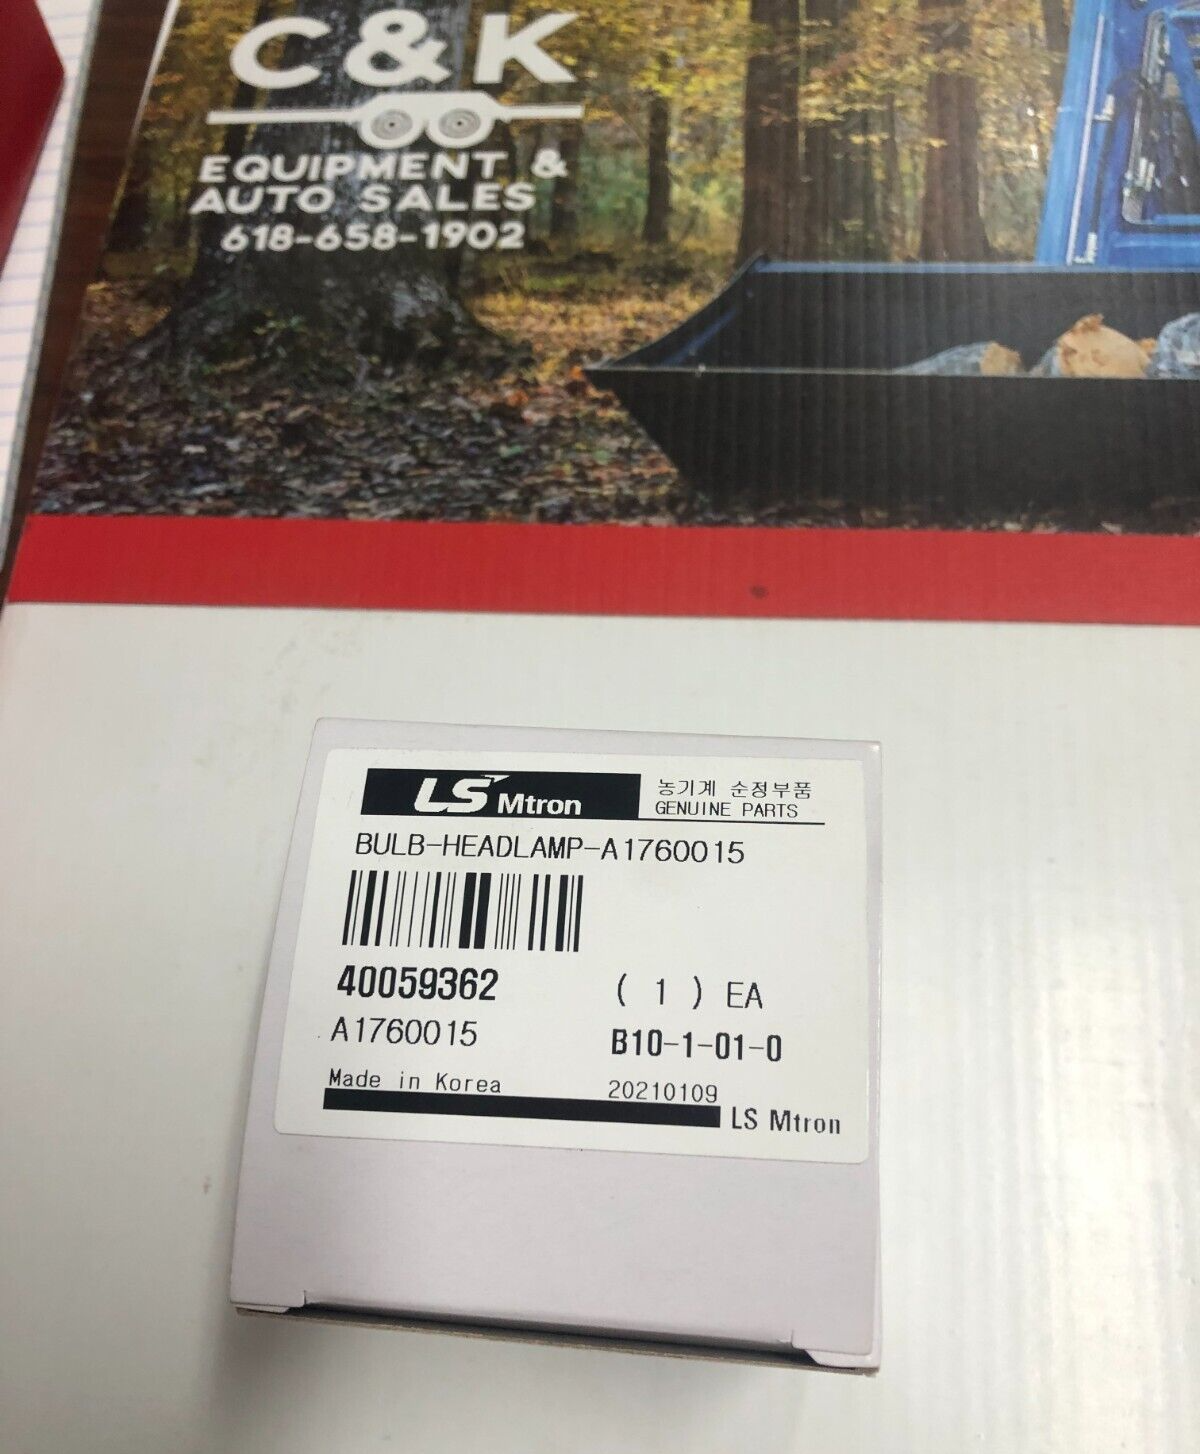 C&K
EQUIPMENT &
AUTO SALES
618-658-1902
LS Mtron
농기계 순정부품
GENUINE PARTS
BULB-HEADLAMP-A1760015
40059362
( 1 ) EA
A1760015
B10-1-01-0
Made in Korea
20210109
LS Mtron